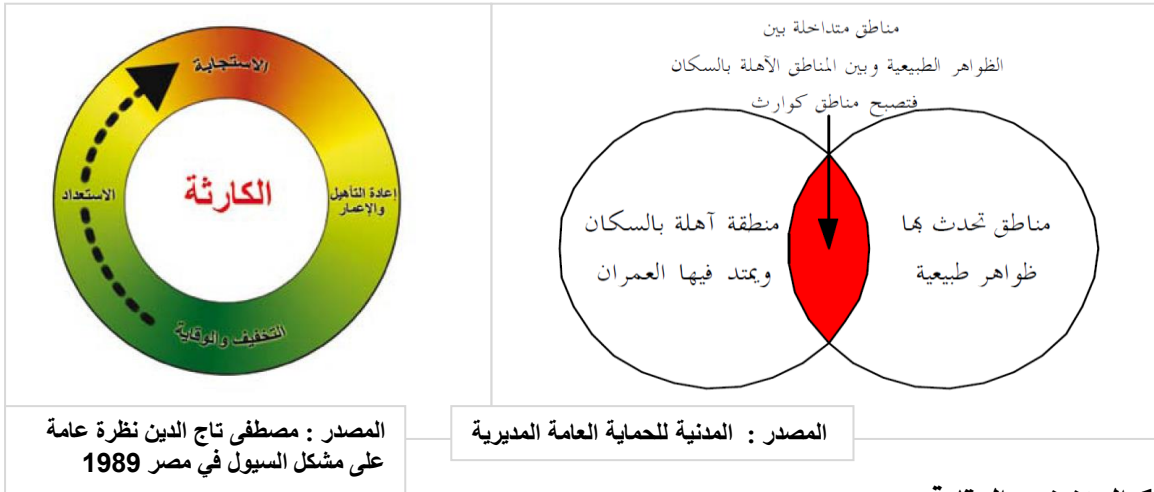 مناطق متداخلة بين
الظواهر الطبيعية وبين المناطق الآهلة بالسكان
فتصبح مناطق كوارث
مناطق تحدث بها
ظواهر طبيعية
منطقة آهلة بالسكان
ويمتد فيها العمران
المصدر : المدنية للحماية العامة المديرية
الاستجابة
إعادة التأهيل
والإعمار
الكارثة
الاستعداد
التخفيف والوقاية
المصدر : مصطفى تاج الدين نظرة عامة
على مشكل السيول في مصر 1989